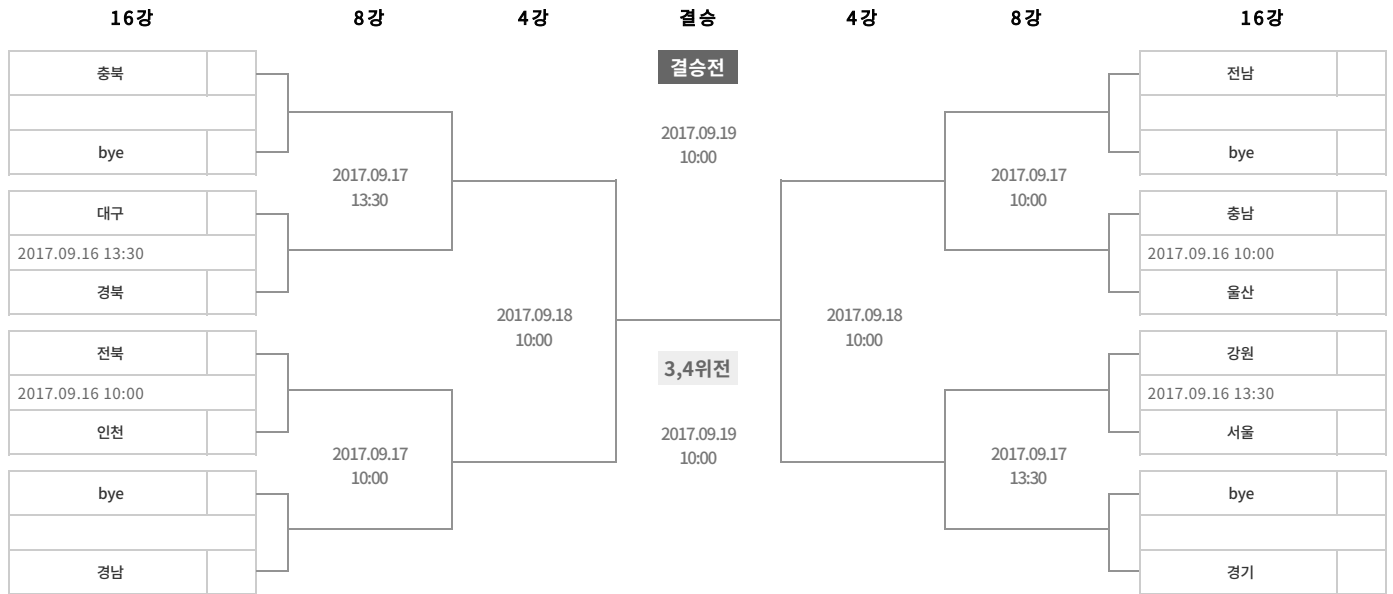 16강 8강 4강 결승 4강 8강 16강
충북
bye
대구
2017.09.16 13:30
경북
전북
2017.09.16 10:00
인천
bye
경남
2017.09.17
13:30
2017.09.17
10:00
2017.09.18
10:00
결승전
2017.09.19
10:00
3,4위전
2017.09.19
10:00
2017.09.18
10:00
2017.09.17
10:00
2017.09.17
13:30
전남
bye
충남
2017.09.16 10:00
울산
강원
2017.09.16 13:30
서울
bye
경기